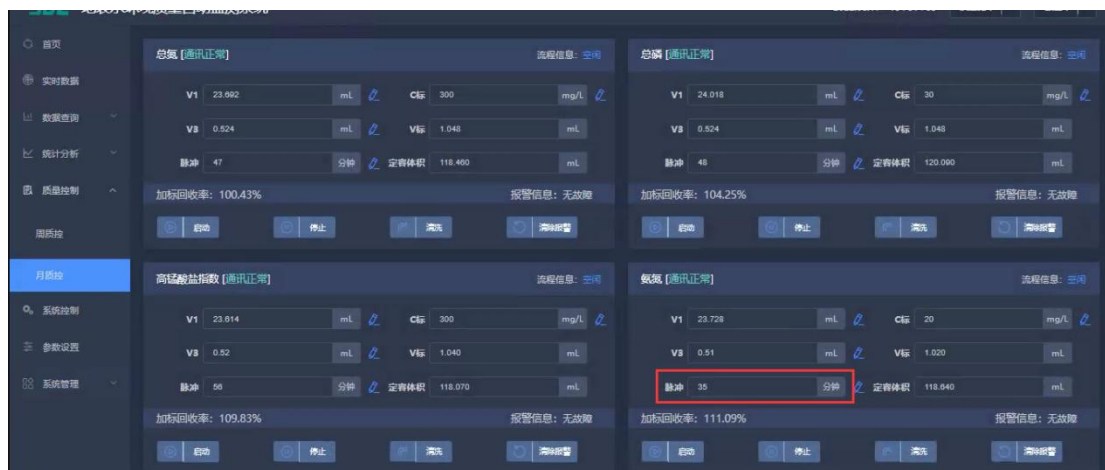 首页
实时数据
数据查询
统计分析
质量控制
周质控
月质控
系统控制
参数设置
系统管理
总氮 [通讯正常] 流程信息: 空闲
V1 23.692 mL C标 300 mg/L
V3 0.524 mL V标 1.048 mL
脉冲 47 分钟 定容体积 118.460 mL
加标回收率: 100.43% 报警信息: 无故障
启动 停止 清洗 清除报警
总磷 [通讯正常] 流程信息: 空闲
V1 24.018 mL C标 30 mg/L
V3 0.524 mL V标 1.048 mL
脉冲 48 分钟 定容体积 120.090 mL
加标回收率: 104.25% 报警信息: 无故障
启动 停止 清洗 清除报警
高锰酸盐指数 [通讯正常] 流程信息: 空闲
V1 23.614 mL C标 300 mg/L
V3 0.52 mL V标 1.040 mL
脉冲 56 分钟 定容体积 118.070 mL
加标回收率: 109.83% 报警信息: 无故障
启动 停止 清洗 清除报警
氨氮 [通讯正常] 流程信息: 空闲
V1 23.728 mL C标 20 mg/L
V3 0.51 mL V标 1.020 mL
脉冲 35 分钟 定容体积 118.640 mL
加标回收率: 111.09% 报警信息: 无故障
启动 停止 清洗 清除报警